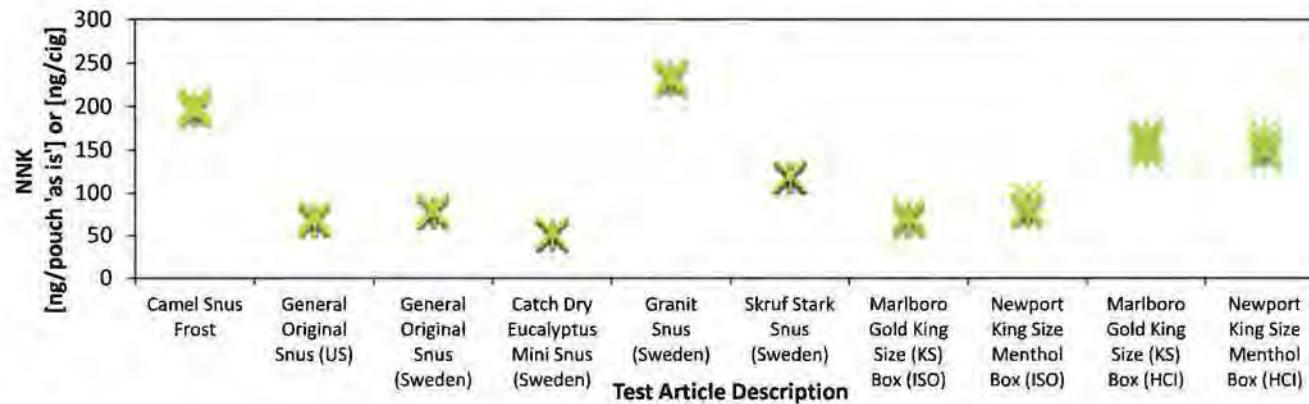 300
250
200
150
100
50
0
NNK
[ng/pouch 'as is'] or [ng/cig]
Camel Snus
Frost
General
Original
Snus (US)
General
Original
Snus
(Sweden)
Catch Dry
Eucalyptus
Mini Snus
(Sweden)
Granit
Snus
(Sweden)
Skruf Stark
Snus
(Sweden)
Marlboro
Gold King
Size (KS)
Box (ISO)
Newport
King Size
Menthol
Box (ISO)
Marlboro
Gold King
Size (KS)
Box (HCI)
Newport
King Size
Menthol
Box (HCI)
Test Article Description